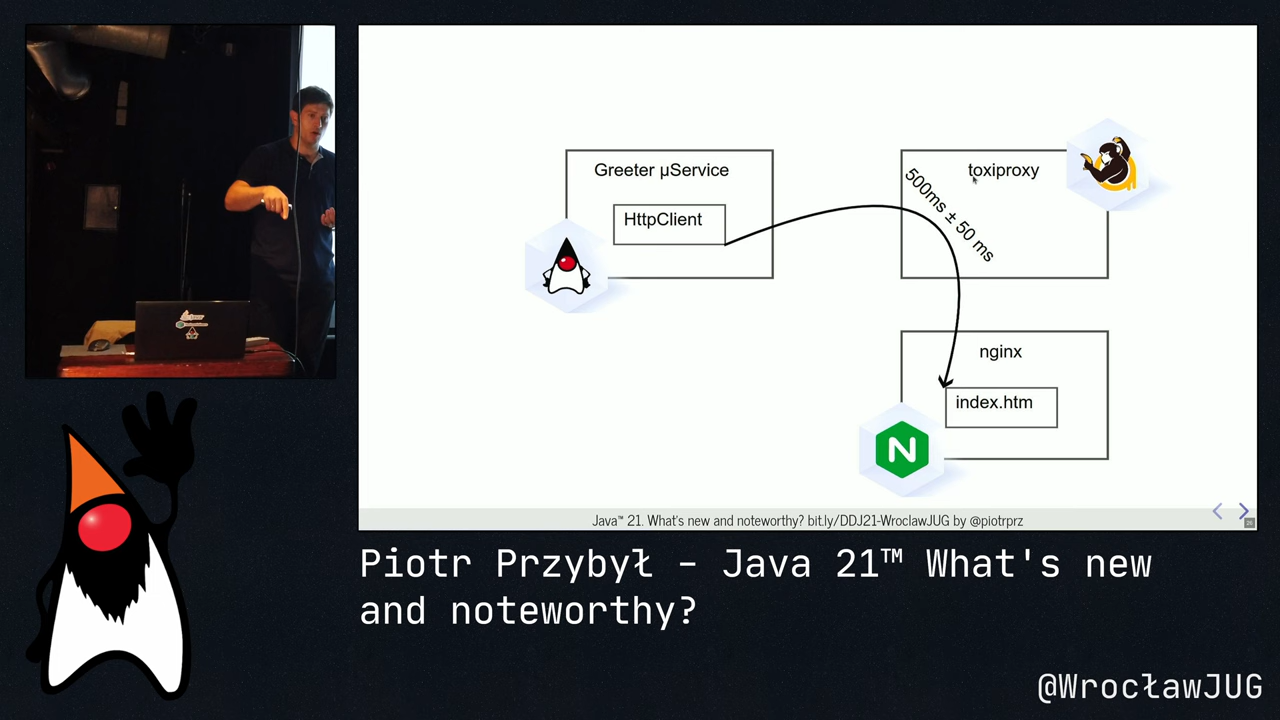 Greeter µService
HttpClient
toxiproxy
500ms ± 50 ms
nginx
index.htm
N
Java™ 21. What's new and noteworthy? bit.ly/DDJ21-WroclawJUG by @piotrprz
Piotr Przybył – Java 21™ What's new
and noteworthy?
@WrocławJUG